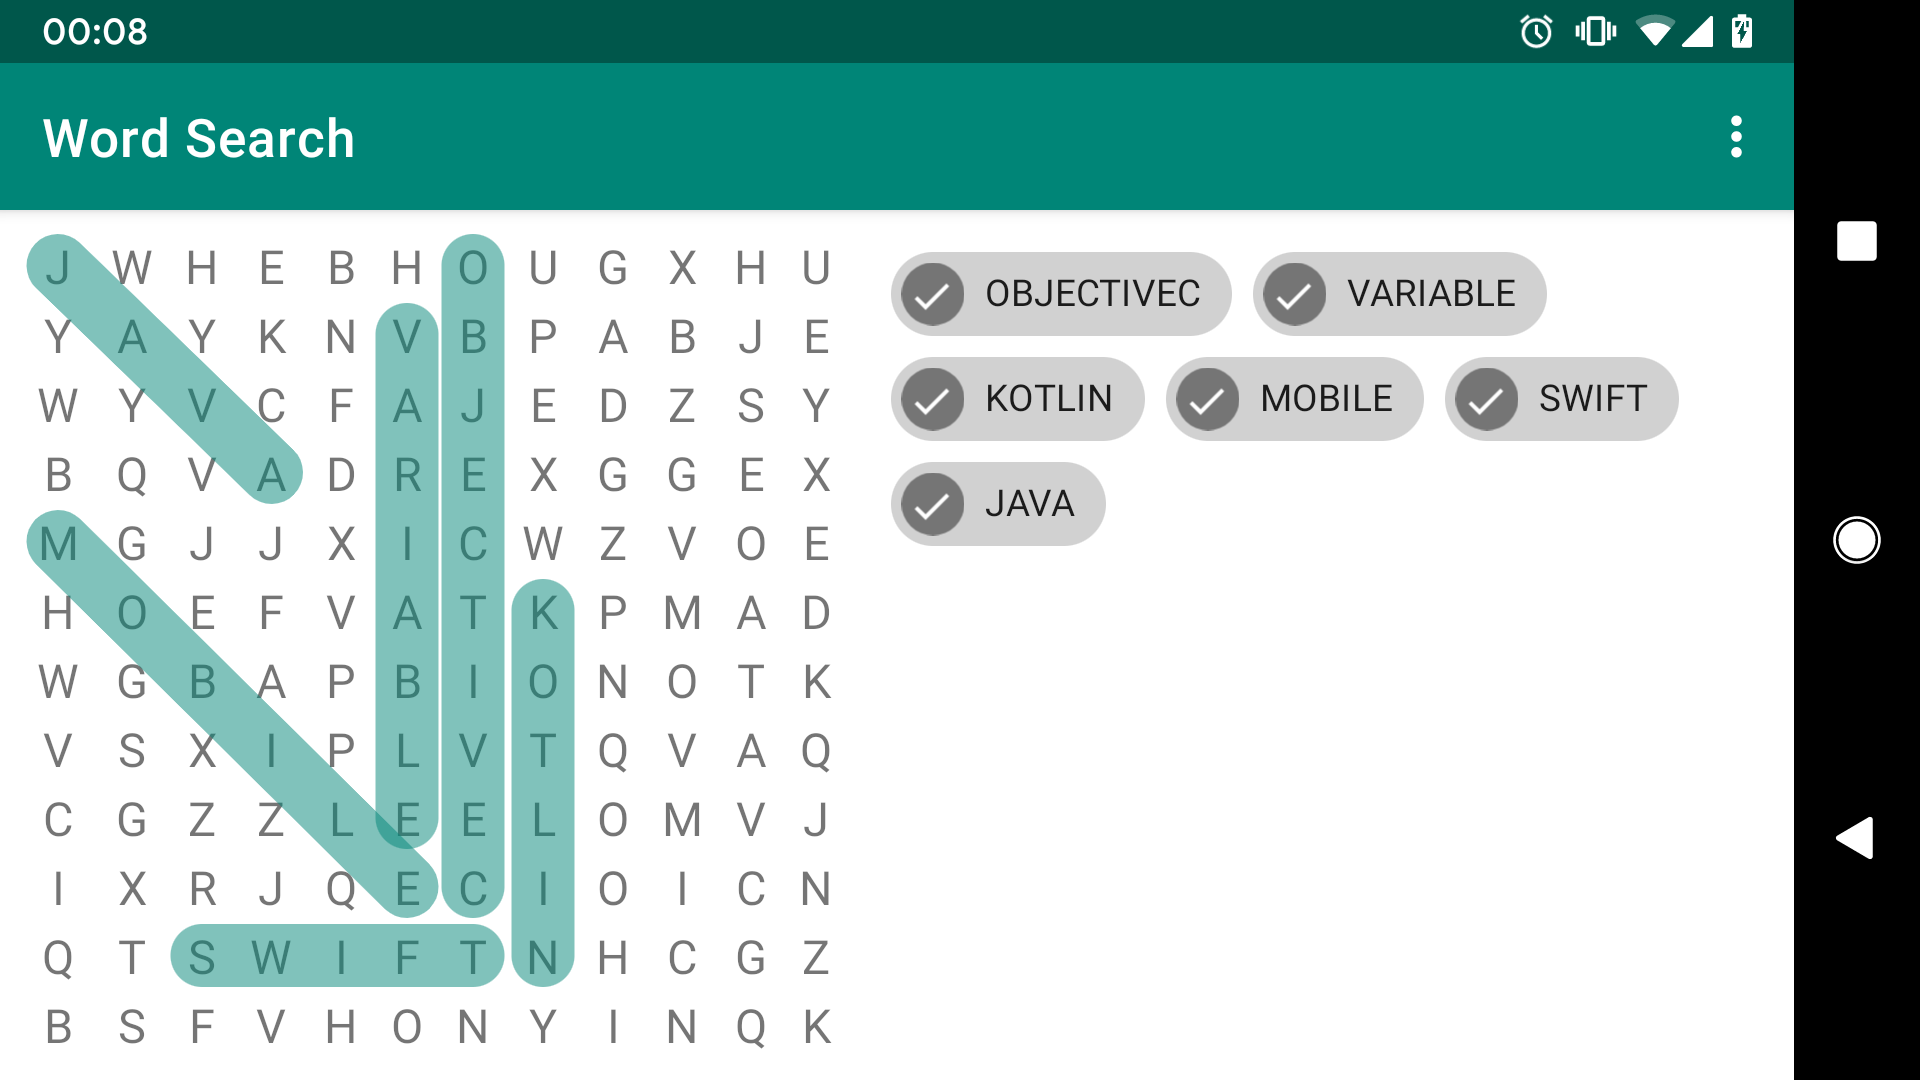 00:08
Word Search
J W H E B H O U G X H U
Y A Y K N V B P A B J E
W Y V C F A J E D Z S Y
B Q V A D R E X G G E X
M G J J X I C W Z V O E
H O E F V A T K P M A D
W G B A P B I O N O T K
V S X I P L V T Q V A Q
C G Z Z L E E L O M V J
I X R J Q E C I O I C N
Q T S W I F T N H C G Z
B S F V H O N Y I N Q K
OBJECTIVEC VARIABLE
KOTLIN MOBILE SWIFT
JAVA